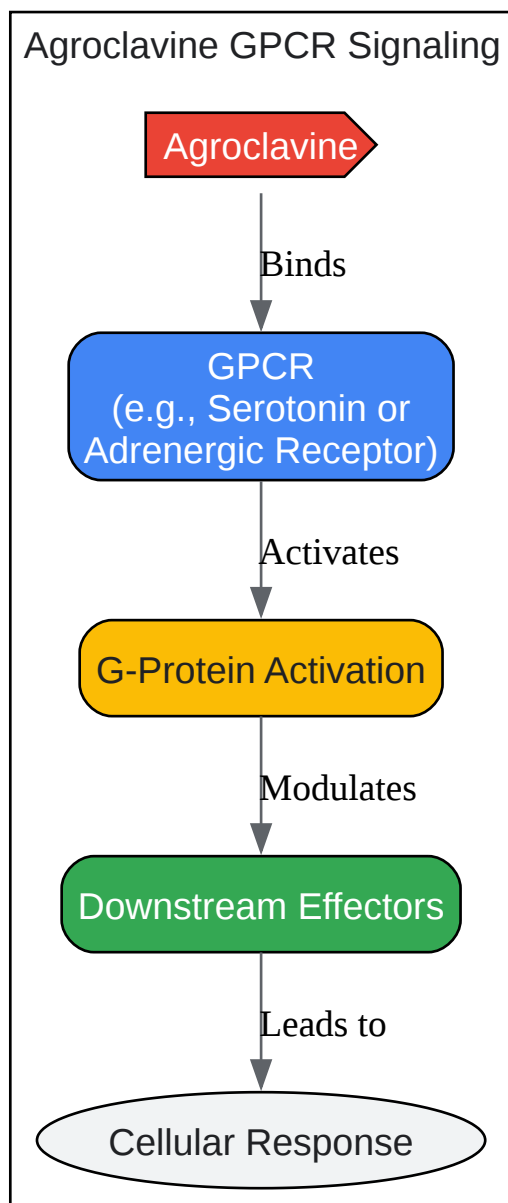 Agroclavine GPCR Signaling
Agroclavine
Binds
GPCR
(e.g., Serotonin or
Adrenergic Receptor)
Activates
G-Protein Activation
Modulates
Downstream Effectors
Leads to
Cellular Response